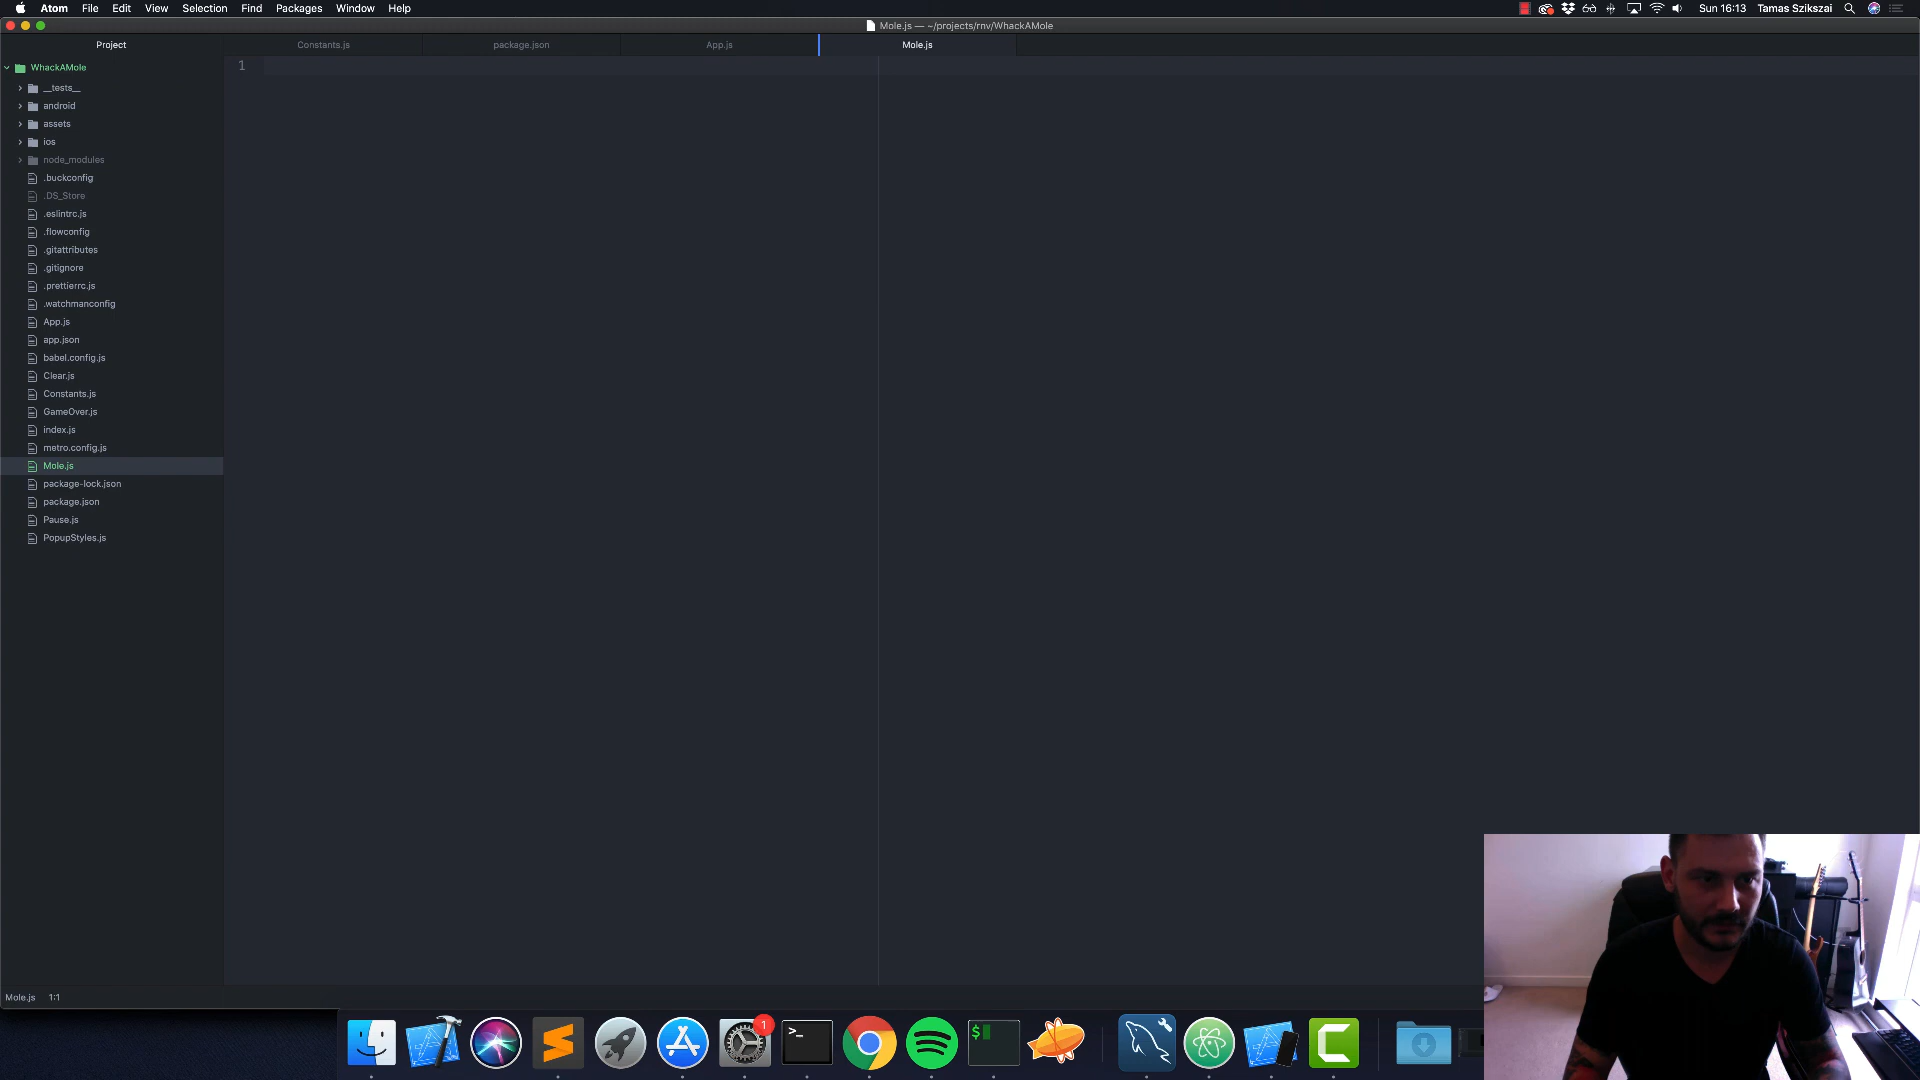 Atom File Edit View Selection Find Packages Window Help Sun 16:13 Tamas Szikszai
Mole.js — ~/projects/rnv/WhackAMole
Project Constants.js package.json App.js Mole.js
WhackAMole
1
__tests__
android
assets
ios
node_modules
.buckconfig
.DS_Store
.eslintrc.js
.flowconfig
.gitattributes
.gitignore
.prettierrc.js
.watchmanconfig
App.js
app.json
babel.config.js
Clear.js
Constants.js
GameOver.js
index.js
metro.config.js
Mole.js
package-lock.json
package.json
Pause.js
PopupStyles.js
Mole.js 1:1
1
>_
$